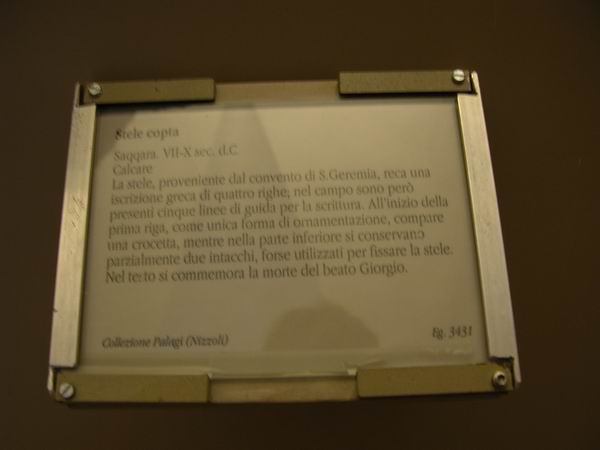 Stele copta
Saqqara. VII-X sec. d.C.
Calcare
La stele, proveniente dal convento di S.Geremia, reca una
iscrizione greca di quattro righe; nel campo sono però
presenti cinque linee di guida per la scrittura. All'inizio della
prima riga, come unica forma di ornamentazione, compare
una crocetta, mentre nella parte inferiore si conservano
parzialmente due intacchi, forse utilizzati per fissare la stele.
Nel testo si commemora la morte del beato Giorgio.
Collezione Palagi (Nizzoli)
Eg. 3431